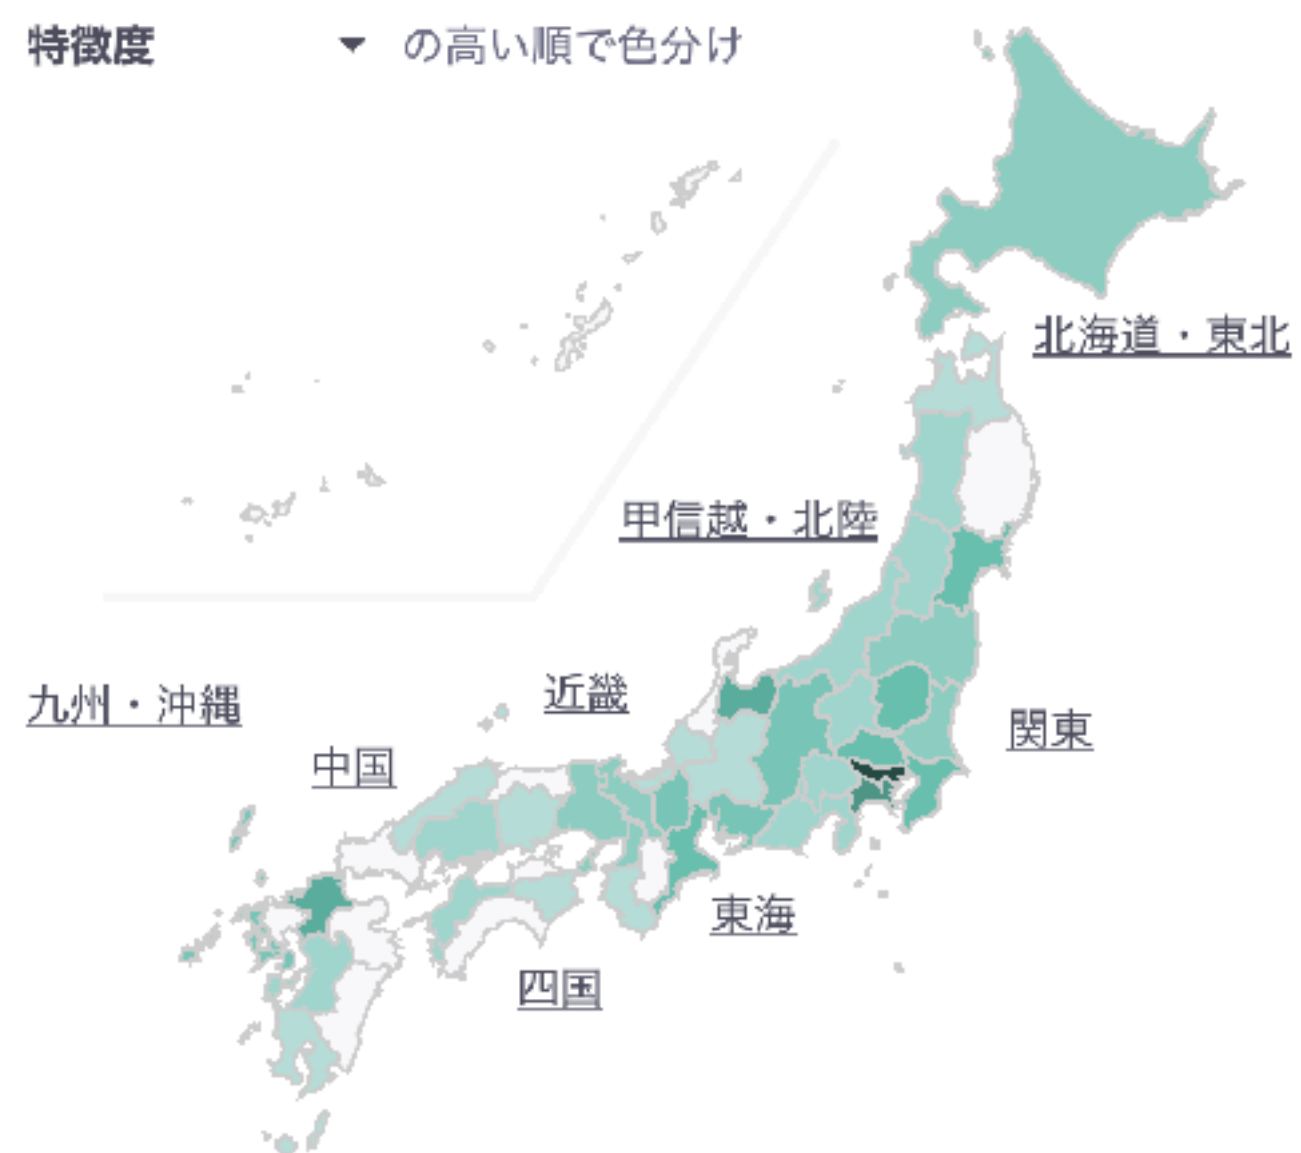 特徴度 ▼ の高い順で色分け
北海道・東北
甲信越・北陸
近畿
九州・沖縄
関東
中国
東海
四国